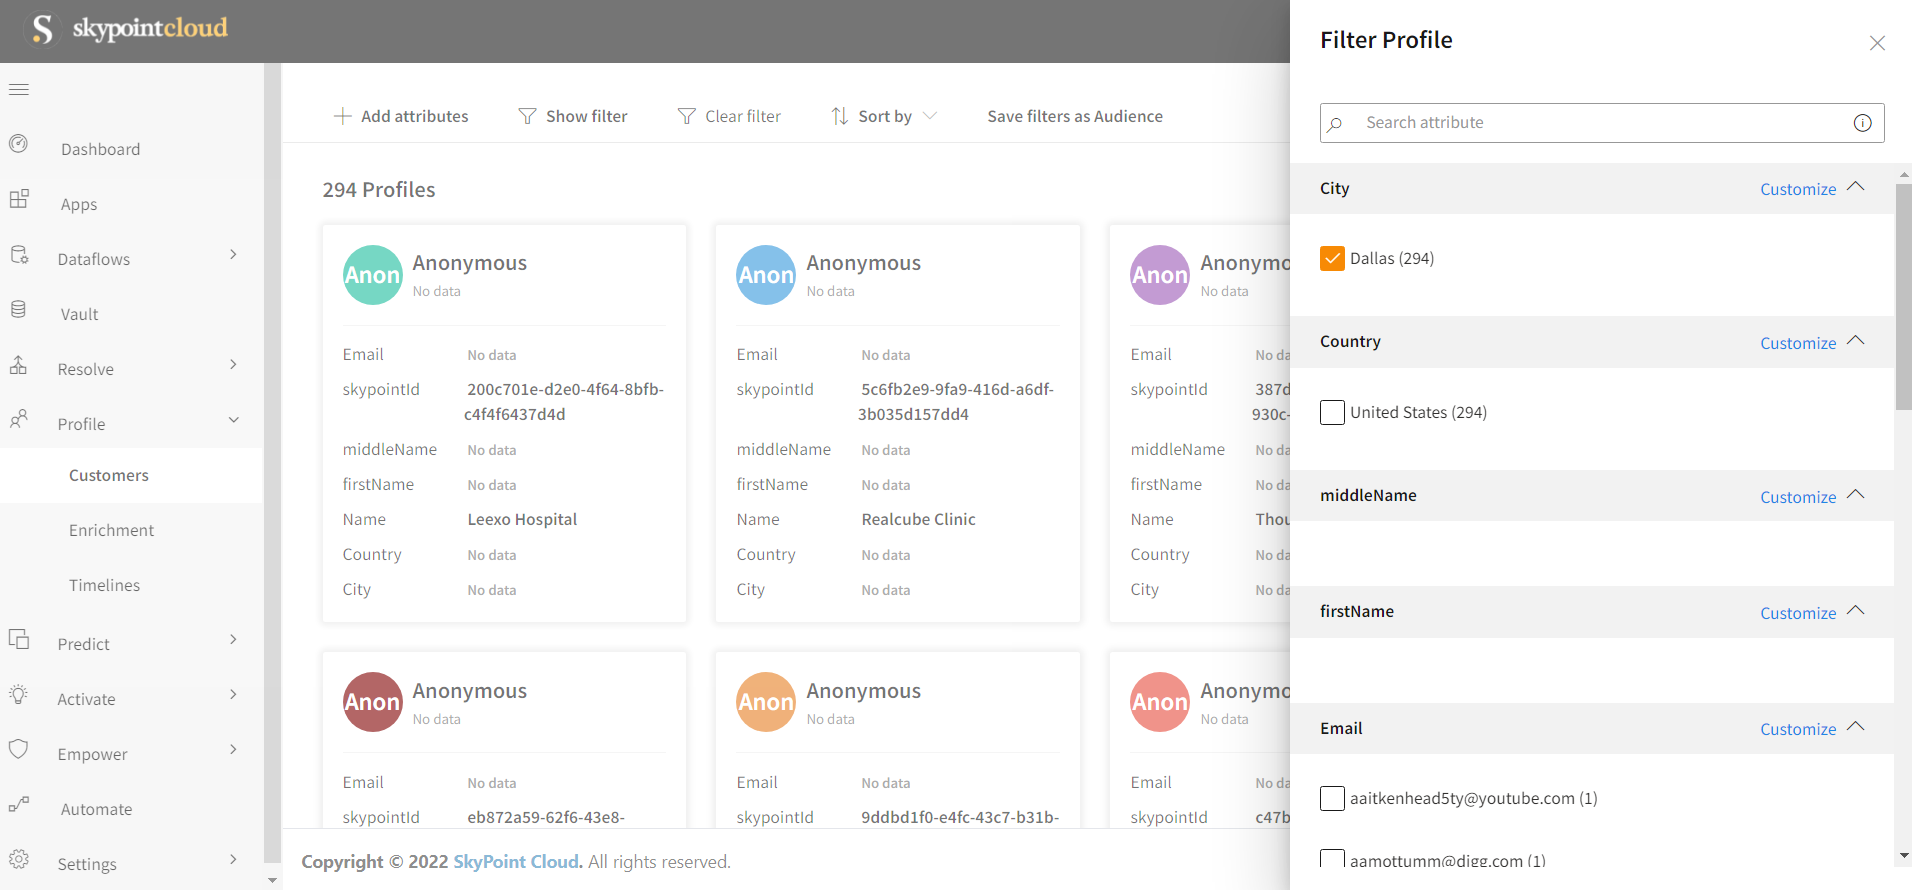 skypointcloud
Dashboard
Apps
Dataflows
Vault
Resolve
Profile
Customers
Enrichment
Timelines
Predict
Activate
Empower
Automate
Settings
Add attributes
Show filter
Clear filter
Sort by
Save filters as Audience
294 Profiles
Anon
Anonymous
No data
Email No data
skypointId 200c701e-d2e0-4f64-8bfb-
c4f4f6437d4d
middleName No data
firstName No data
Name Leexo Hospital
Country No data
City No data
Anon
Anonymous
No data
Email No data
skypointId 5c6fb2e9-9fa9-416d-a6df-
3b035d157dd4
middleName No data
firstName No data
Name Realcube Clinic
Country No data
City No data
Anon
Anonymo
No data
Email No da
skypointId 387d
930c-
middleName No da
firstName No da
Name Thou
Country No da
City No da
Anon
Anonymous
No data
Email No data
skypointId eb872a59-62f6-43e8-
Anon
Anonymous
No data
Email No data
skypointId 9ddbd1f0-e4fc-43c7-b31b-
Anon
Anonymo
No data
Email No da
skypointId c47b
Copyright © 2022 SkyPoint Cloud. All rights reserved.
Filter Profile
Search attribute
City Customize
Dallas (294)
Country Customize
United States (294)
middleName Customize
firstName Customize
Email Customize
aaitkenhead5ty@youtube.com (1)
aamottumm@digg.com (1)